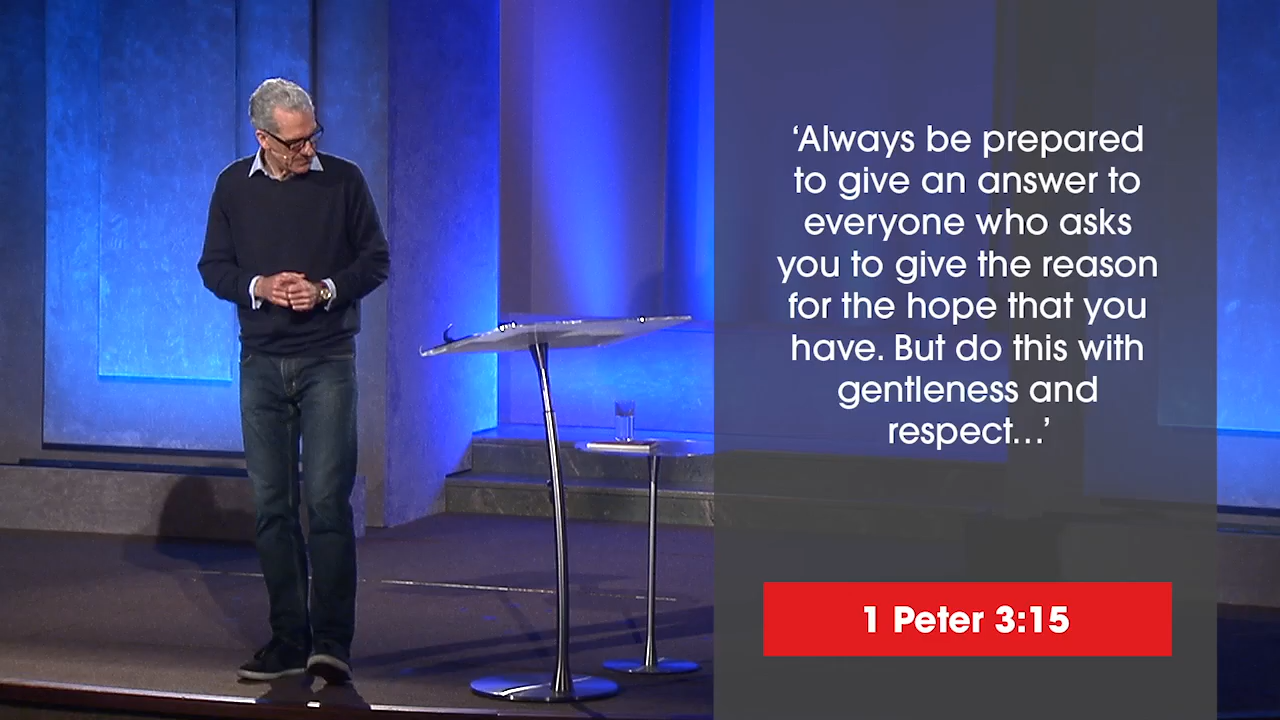 ‘Always be prepared
to give an answer to
everyone who asks
you to give the reason
for the hope that you
have. But do this with
gentleness and
respect...’
1 Peter 3:15